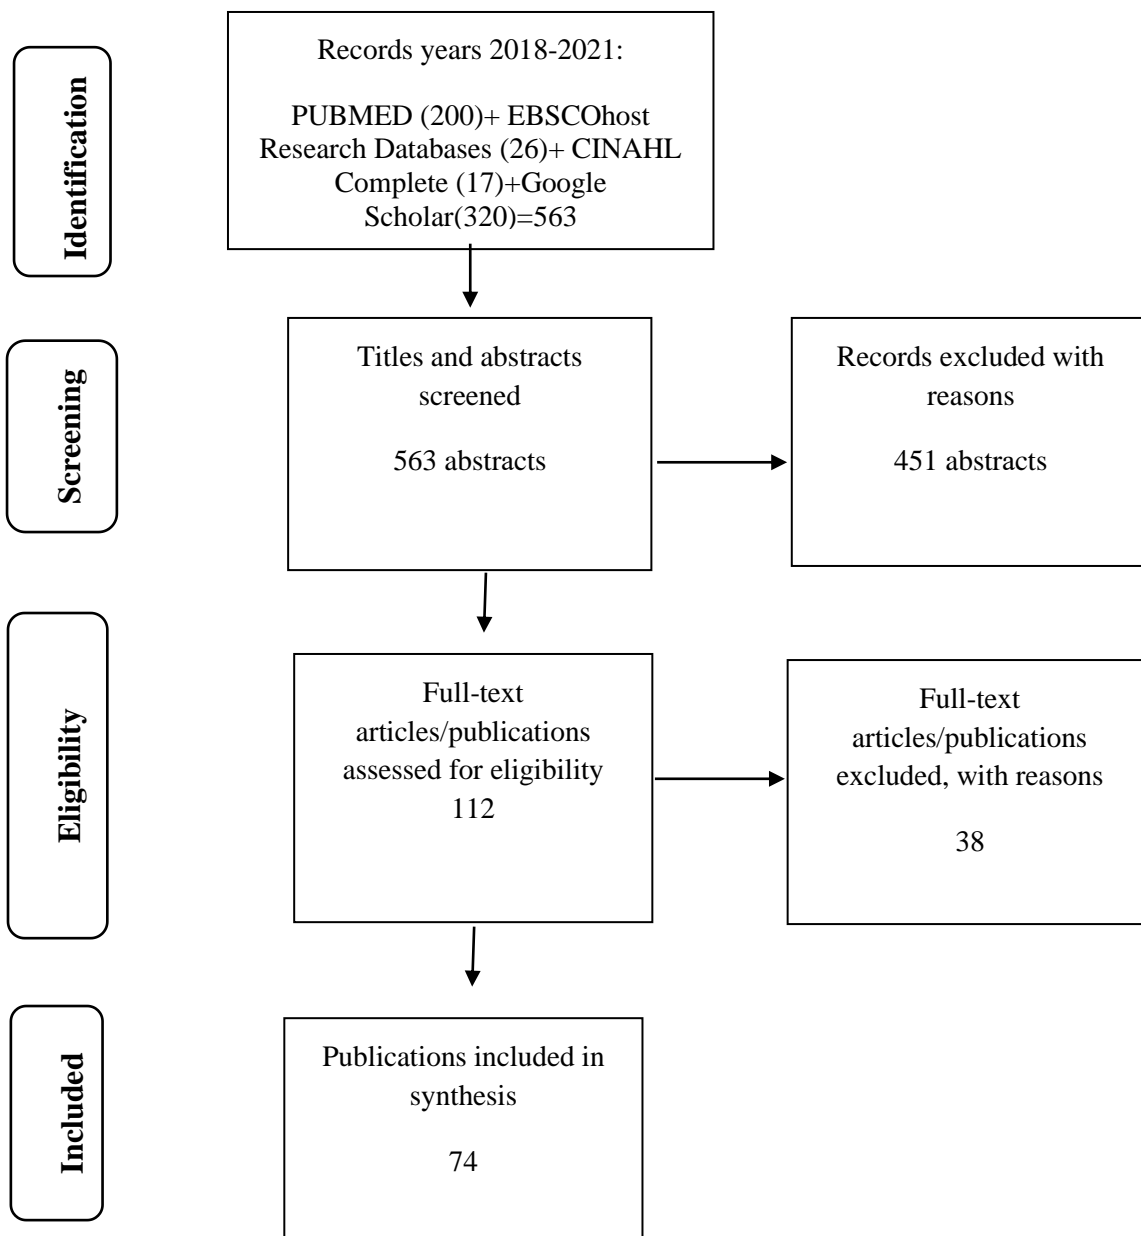 Identification
Records years 2018-2021:
PUBMED (200)+ EBSCOhost
Research Databases (26)+ CINAHL
Complete (17)+Google
Scholar(320)=563
Screening
Titles and abstracts
screened
563 abstracts
Records excluded with
reasons
451 abstracts
Eligibility
Full-text
articles/publications
assessed for eligibility
112
Full-text
articles/publications
excluded, with reasons
38
Included
Publications included in
synthesis
74